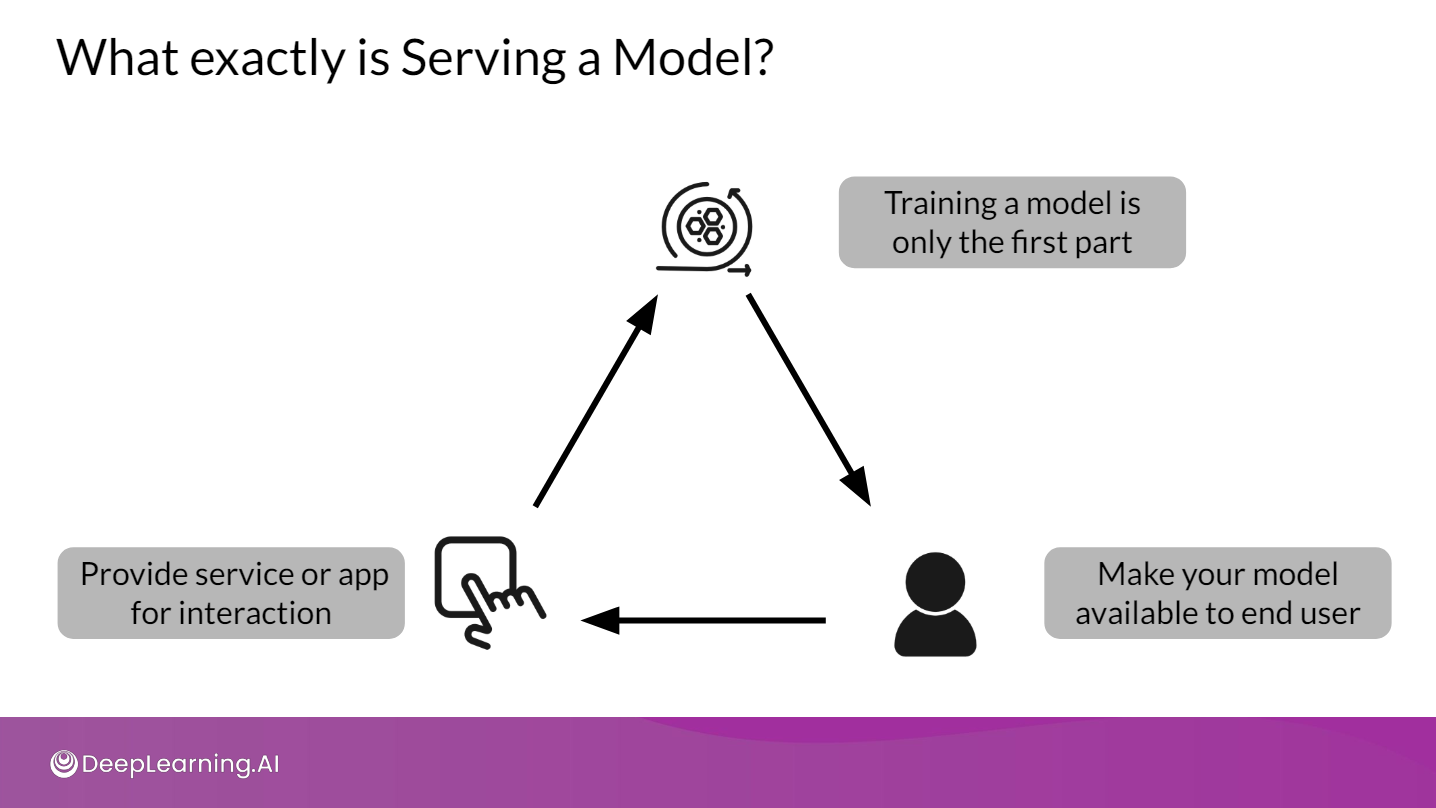 What exactly is Serving a Model?
Training a model is
only the first part
Provide service or app
for interaction
Make your model
available to end user
DeepLearning.AI